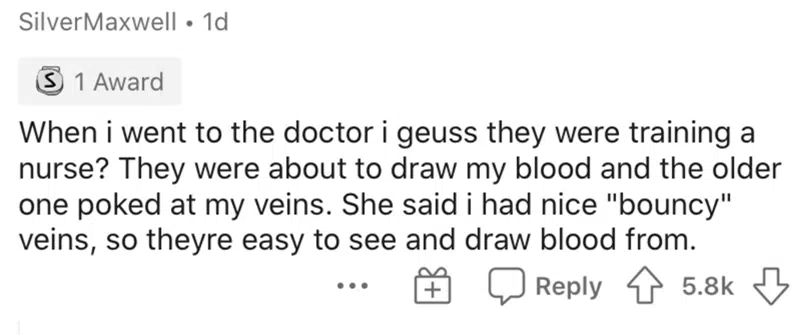 SilverMaxwell • 1d
S 1 Award
When i went to the doctor i geuss they were training a
nurse? They were about to draw my blood and the older
one poked at my veins. She said i had nice "bouncy"
veins, so theyre easy to see and draw blood from.
... Reply 5.8k